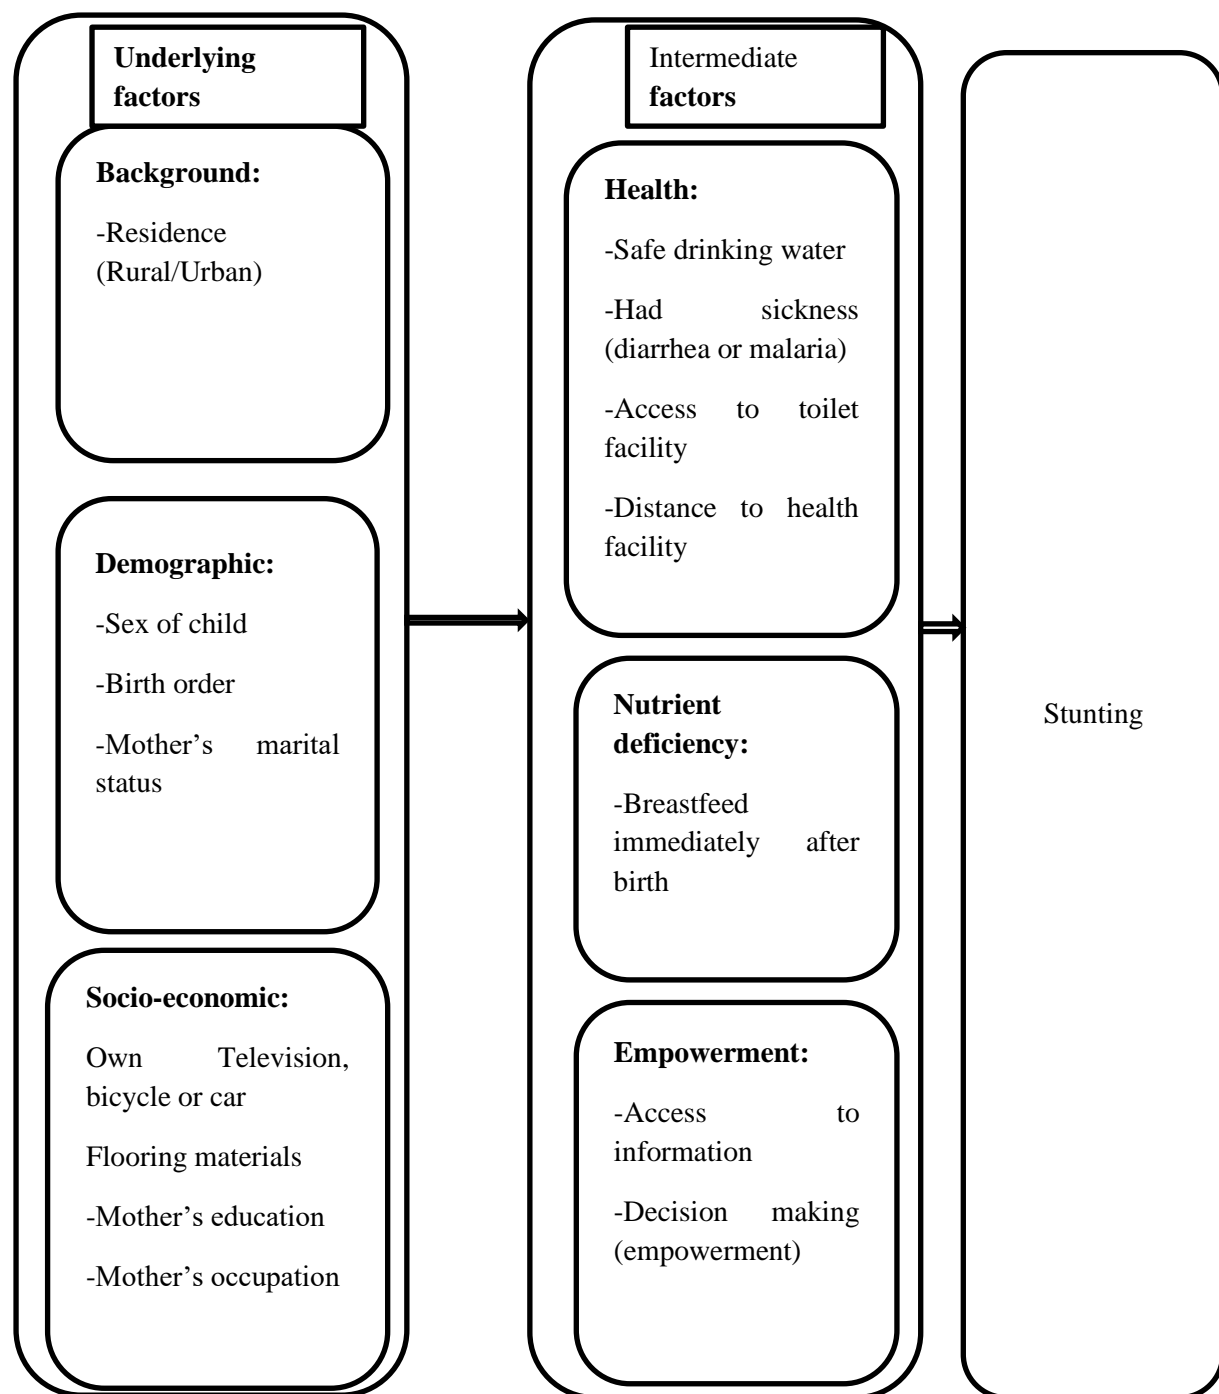 Underlying
factors
Background:
-Residence
(Rural/Urban)
Demographic:
-Sex of child
-Birth order
-Mother’s marital
status
Socio-economic:
Own Television,
bicycle or car
Flooring materials
-Mother’s education
-Mother’s occupation
Intermediate
factors
Health:
-Safe drinking water
-Had sickness
(diarrhea or malaria)
-Access to toilet
facility
-Distance to health
facility
Nutrient
deficiency:
-Breastfeed
immediately after
birth
Empowerment:
-Access to
information
-Decision making
(empowerment)
Stunting